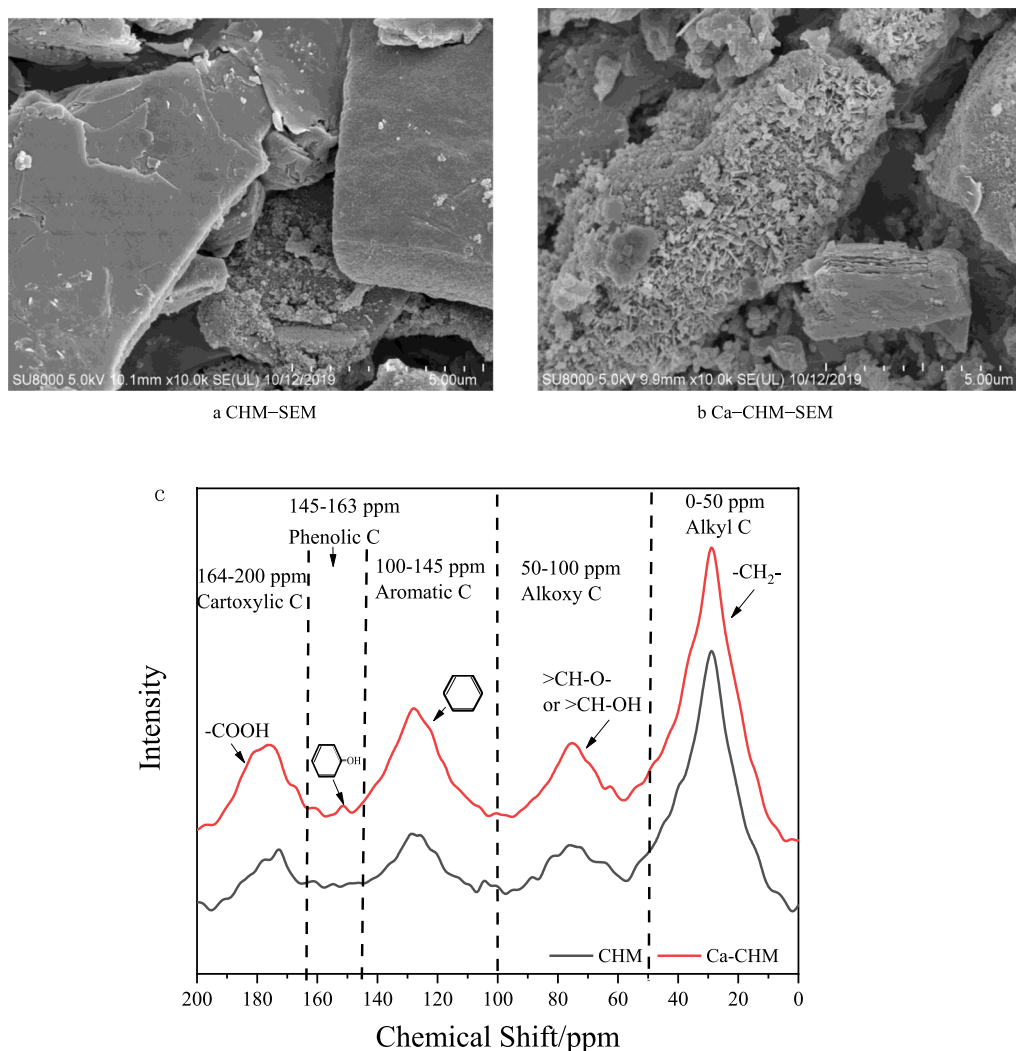 SU8000 5.0kV 10.1mm x10.0k SE(UL) 10/12/2019 5.00um
SU8000 5.0kV 9.9mm x10.0k SE(UL) 10/12/2019 5.00um
a CHM–SEM
b Ca–CHM–SEM
c
145-163 ppm
Phenolic C
0-50 ppm
Alkyl C
164-200 ppm
Cartoxylic C
100-145 ppm
Aromatic C
50-100 ppm
Alkoxy C
-CH2-
>CH-O-
or >CH-OH
-COOH
OH
Intensity
CHM
Ca-CHM
200 180 160 140 120 100 80 60 40 20 0
Chemical Shift/ppm